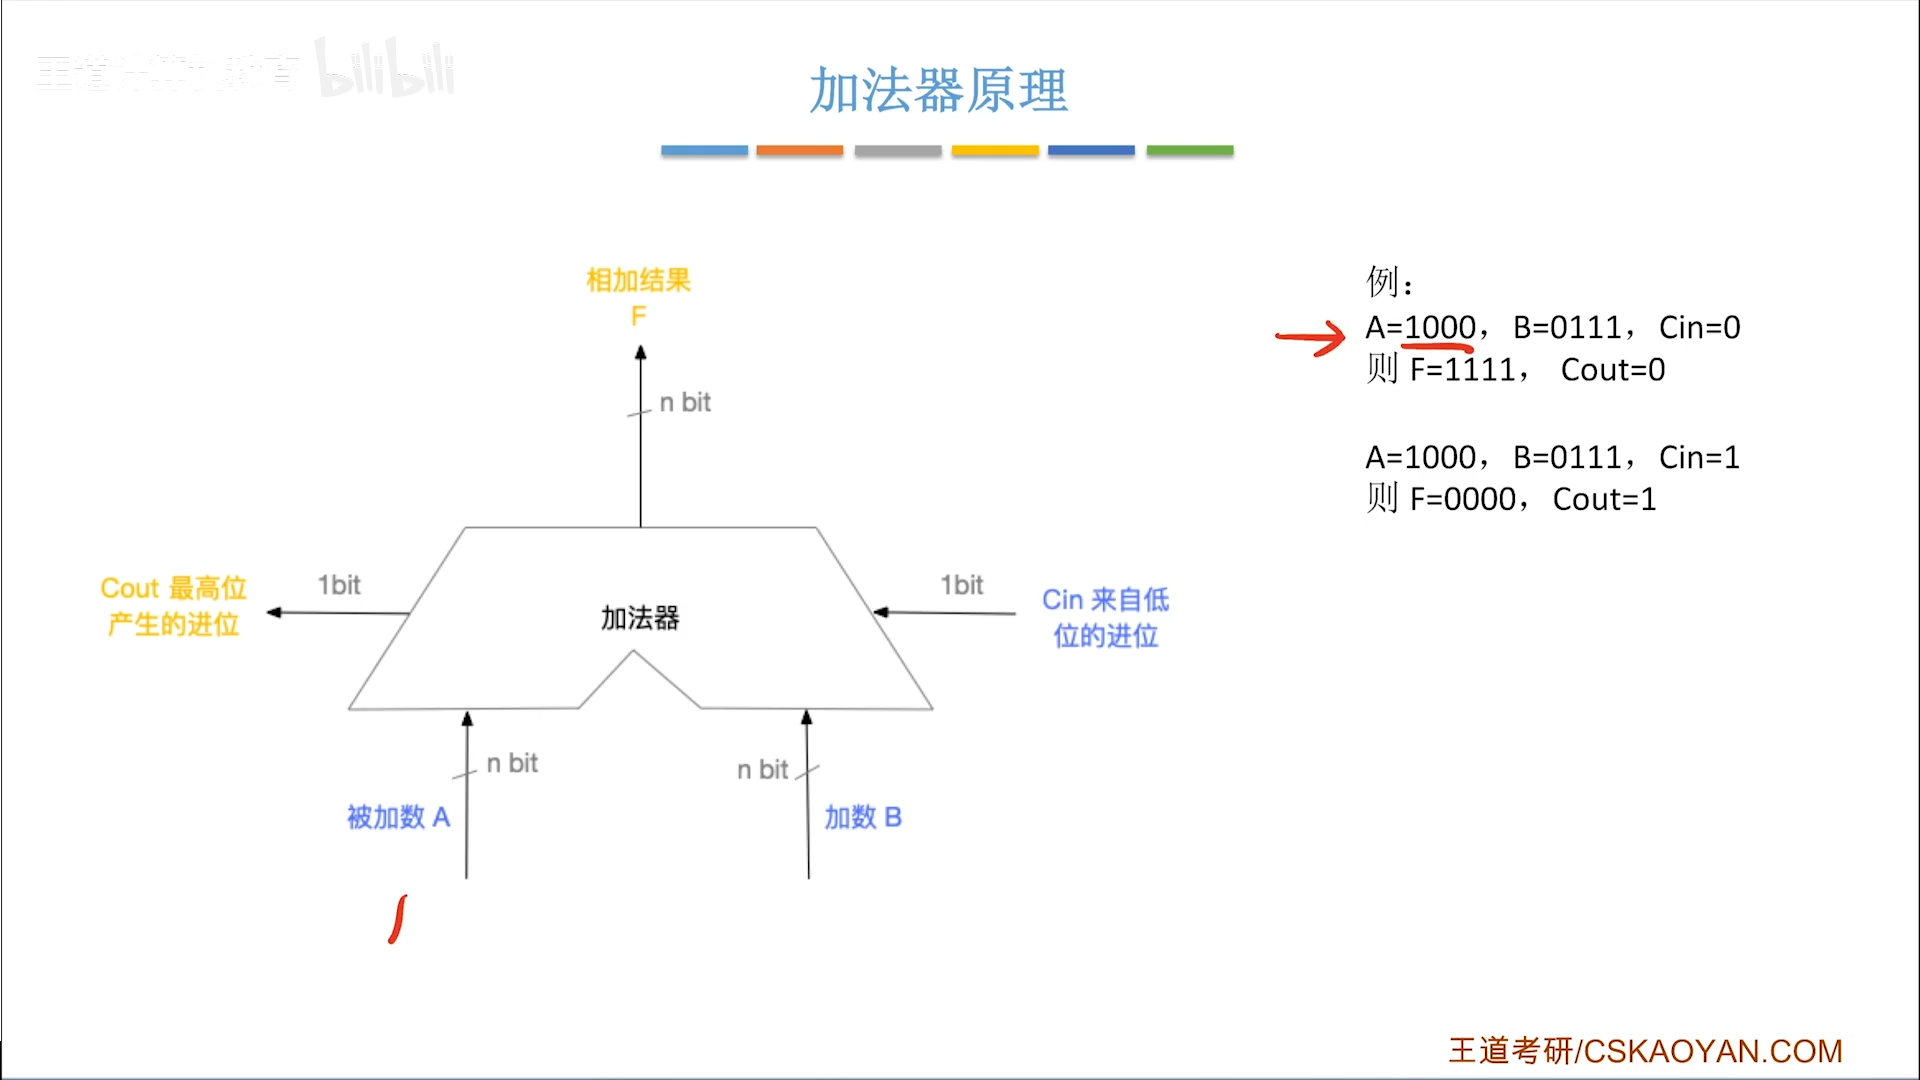 王道计算机教育 bilibili
加法器原理
相加结果
F
n bit
例：
A=1000，B=0111，Cin=0
则 F=1111， Cout=0
A=1000，B=0111，Cin=1
则 F=0000，Cout=1
Cout 最高位
产生的进位
1bit
加法器
1bit
Cin 来自低
位的进位
n bit
被加数 A
n bit
加数 B
王道考研/CSKAOYAN.COM